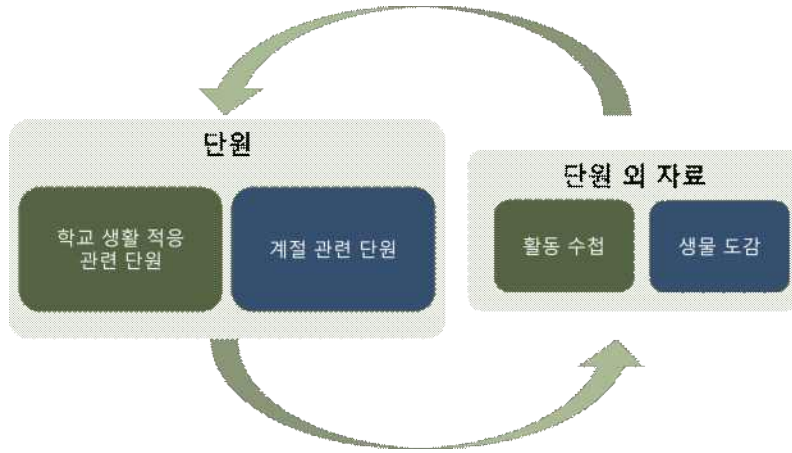 단원
학교 생활 적응
관련 단원
계절 관련 단원
단원 외 자료
활동 수첩
생물 도감